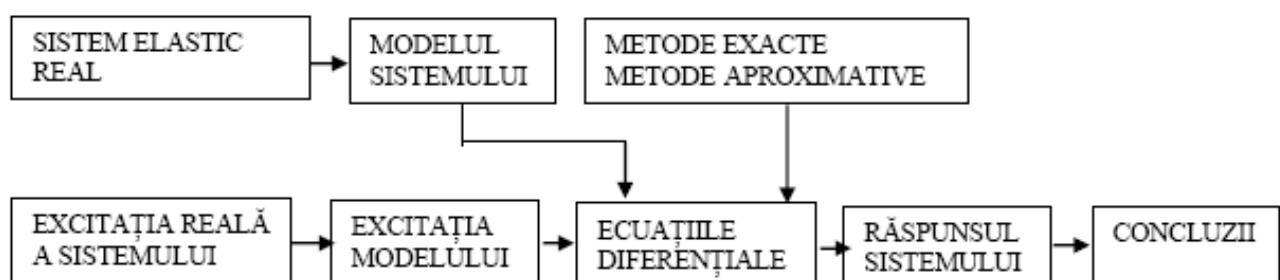 SISTEM ELASTIC
REAL
MODELUL
SISTEMULUI
METODE EXACTE
METODE APROXIMATIVE
EXCITAȚIA REALĂ
A SISTEMULUI
EXCITAȚIA
MODELULUI
ECUAȚIILE
DIFERENȚIALE
RĂSPUNSUL
SISTEMULUI
CONCLUZII